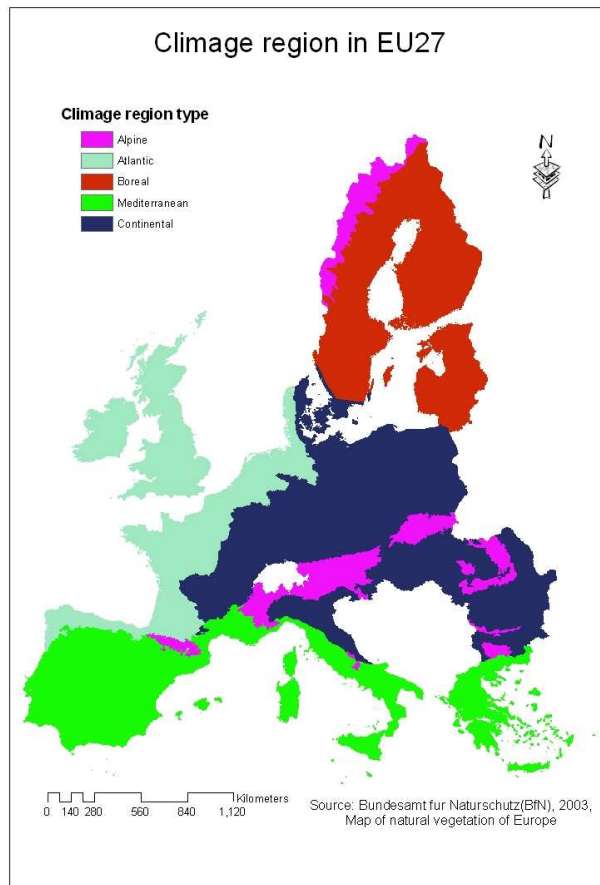 Climage region in EU27
Climage region type
Alpine
Atlantic
Boreal
Mediterranean
Continental
N
Kilometers
0 140 280 560 840 1,120
Source: Bundesamt fur Naturschutz(BfN), 2003,
Map of natural vegetation of Europe